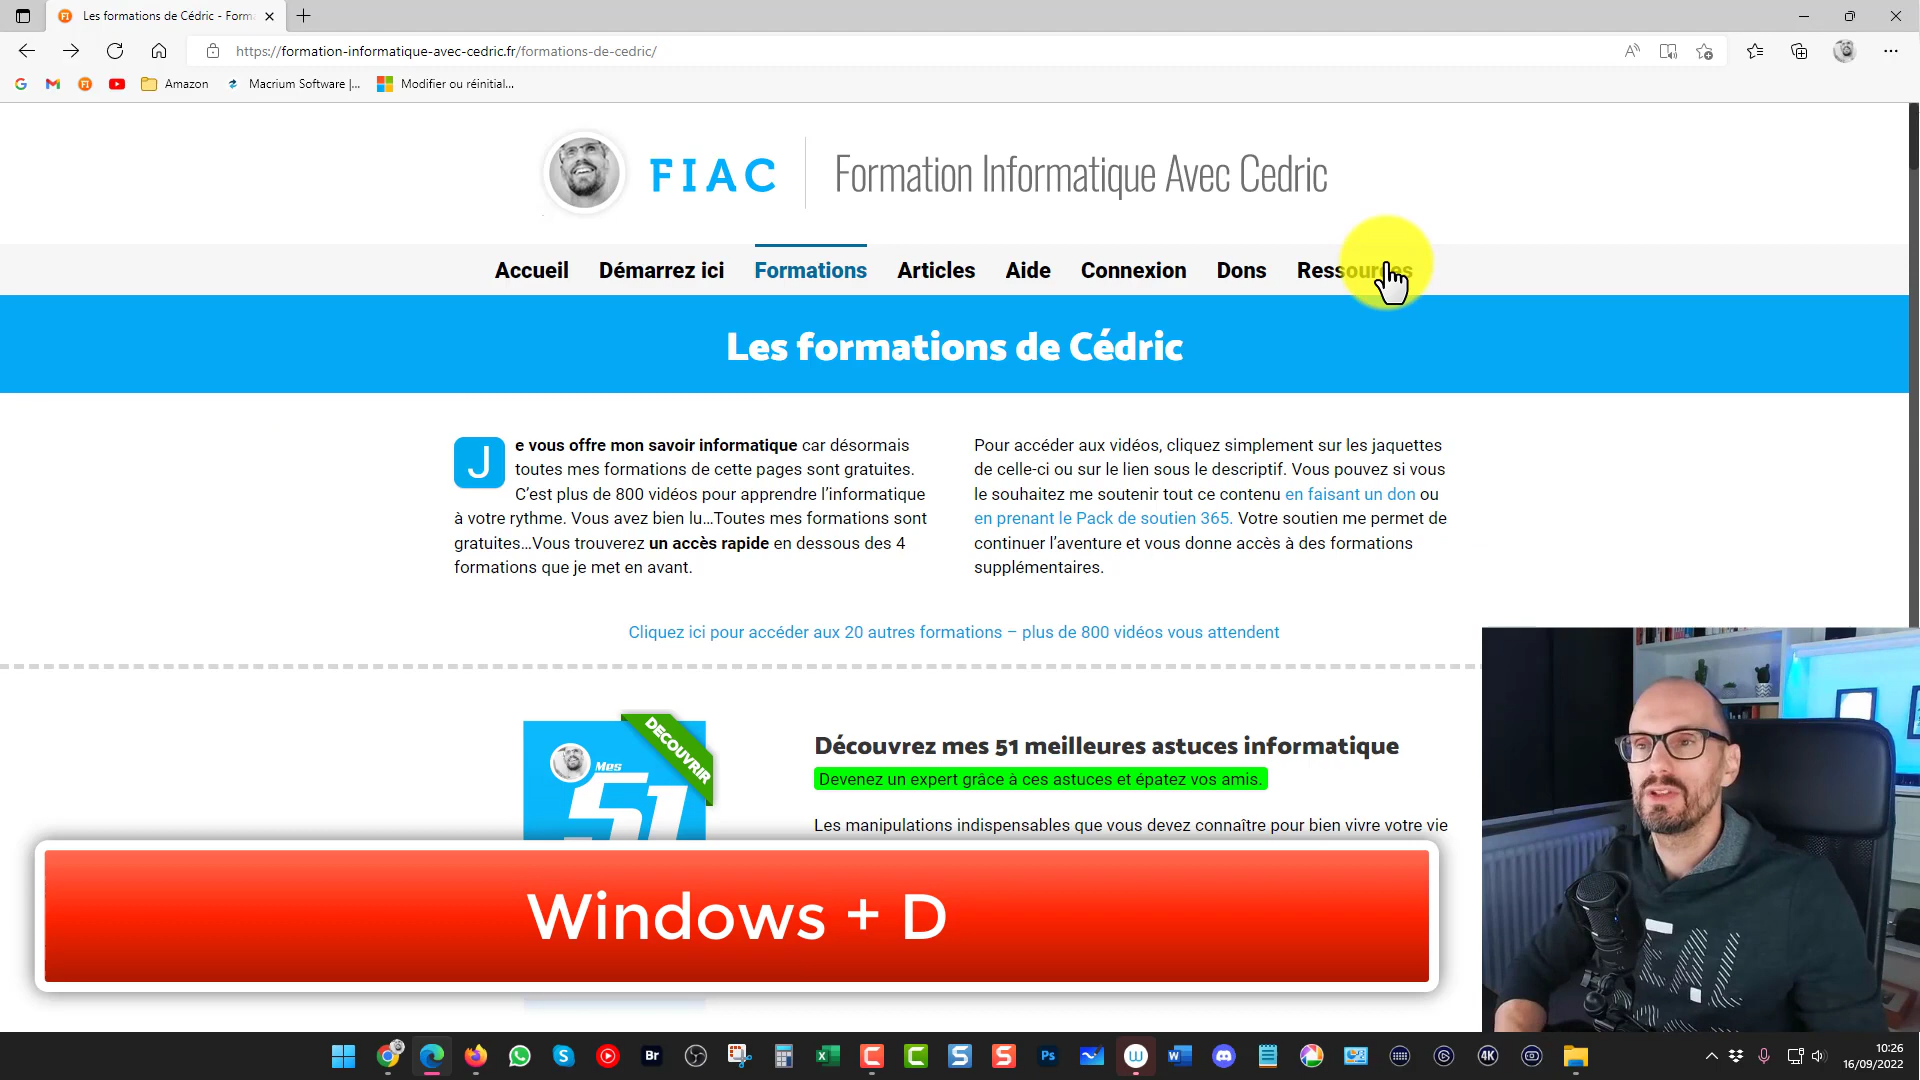 Les formations de Cédric - Form
https://formation-informatique-avec-cedric.fr/formations-de-cedric/
Amazon
Macrium Software |...
Modifier ou réinitial...
FIAC
Formation Informatique Avec Cedric
Accueil
Démarrez ici
Formations
Articles
Aide
Connexion
Dons
Ressources
Les formations de Cédric
Je vous offre mon savoir informatique car désormais
toutes mes formations de cette pages sont gratuites.
C'est plus de 800 vidéos pour apprendre l'informatique
à votre rythme. Vous avez bien lu...Toutes mes formations sont
gratuites...Vous trouverez un accès rapide en dessous des 4
formations que je met en avant.
Pour accéder aux vidéos, cliquez simplement sur les jaquettes
de celle-ci ou sur le lien sous le descriptif. Vous pouvez si vous
le souhaitez me soutenir tout ce contenu en faisant un don ou
en prenant le Pack de soutien 365. Votre soutien me permet de
continuer l'aventure et vous donne accès à des formations
supplémentaires.
Cliquez ici pour accéder aux 20 autres formations – plus de 800 vidéos vous attendent
DECOUVRIR
Mes
51
Découvrez mes 51 meilleures astuces informatique
Devenez un expert grâce à ces astuces et épatez vos amis.
Les manipulations indispensables que vous devez connaître pour bien vivre votre vie
Windows + D
Br
Ps
4K
10:26
16/09/2022